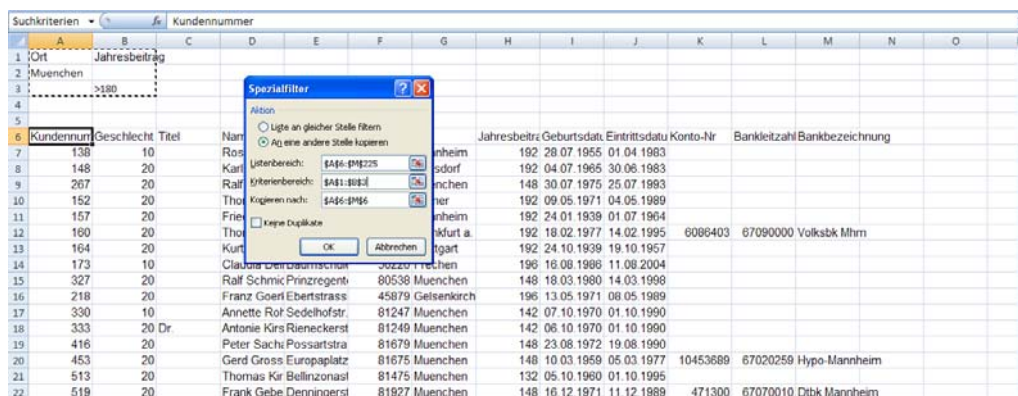 Suchkriterien fx Kundennummer
A B C D E F G H I J K L M N O
1 Ort Jahresbeitrag
2 Muenchen
3 >180
4
5
6 Kundennum Geschlecht Titel Nam Jahresbeitra Geburtsdatu Eintrittsdatu Konto-Nr Bankleitzahl Bankbezeichnung
Spezialfilter
Aktion
Liste an gleicher Stelle filtern
An eine andere Stelle kopieren
Listenbereich: $A$6:$M$225
Kriterienbereich: $A$1:$B$3
Kopieren nach: $A$6:$M$6
Keine Duplikate
OK Abbrechen
7 138 10 Ros nheim 192 28.07.1955 01.04.1983
8 148 20 Karl sdorf 192 04.07.1965 30.06.1983
9 267 20 Ralf nchen 148 30.07.1975 25.07.1993
10 152 20 Tho ner 192 09.05.1971 04.05.1989
11 157 20 Frie nheim 192 24.01.1939 01.07.1964
12 160 20 Tho nkfurt a. 192 18.02.1977 14.02.1995 6086403 67090000 Volksbk Mhm
13 164 20 Kurt tgart 192 24.10.1939 19.10.1957
14 173 10 Claudia 196 16.08.1986 11.08.2004
15 327 20 Ralf Schmic Prinzregent 80538 Muenchen 148 18.03.1980 14.03.1998
16 218 20 Franz Goerl Ebertstrass 45879 Gelsenkirch 196 13.05.1971 08.05.1989
17 330 10 Annette Rot Sedelhofstr. 81247 Muenchen 142 07.10.1970 01.10.1990
18 333 20 Dr. Antonie Kirs Rieneckerst 81249 Muenchen 142 06.10.1970 01.10.1990
19 416 20 Peter Sacha Possartstra 81679 Muenchen 148 23.08.1972 19.08.1990
20 453 20 Gerd Gross Europaplatz 81675 Muenchen 148 10.03.1959 05.03.1977 10453689 67020259 Hypo-Mannheim
21 513 20 Thomas Kir Bellinzonast 81475 Muenchen 132 05.10.1960 01.10.1995
22 519 20 Frank Gebe Denningerst 81927 Muenchen 148 16.12.1971 11.12.1989 471300 67070010 Dtbk Mannheim